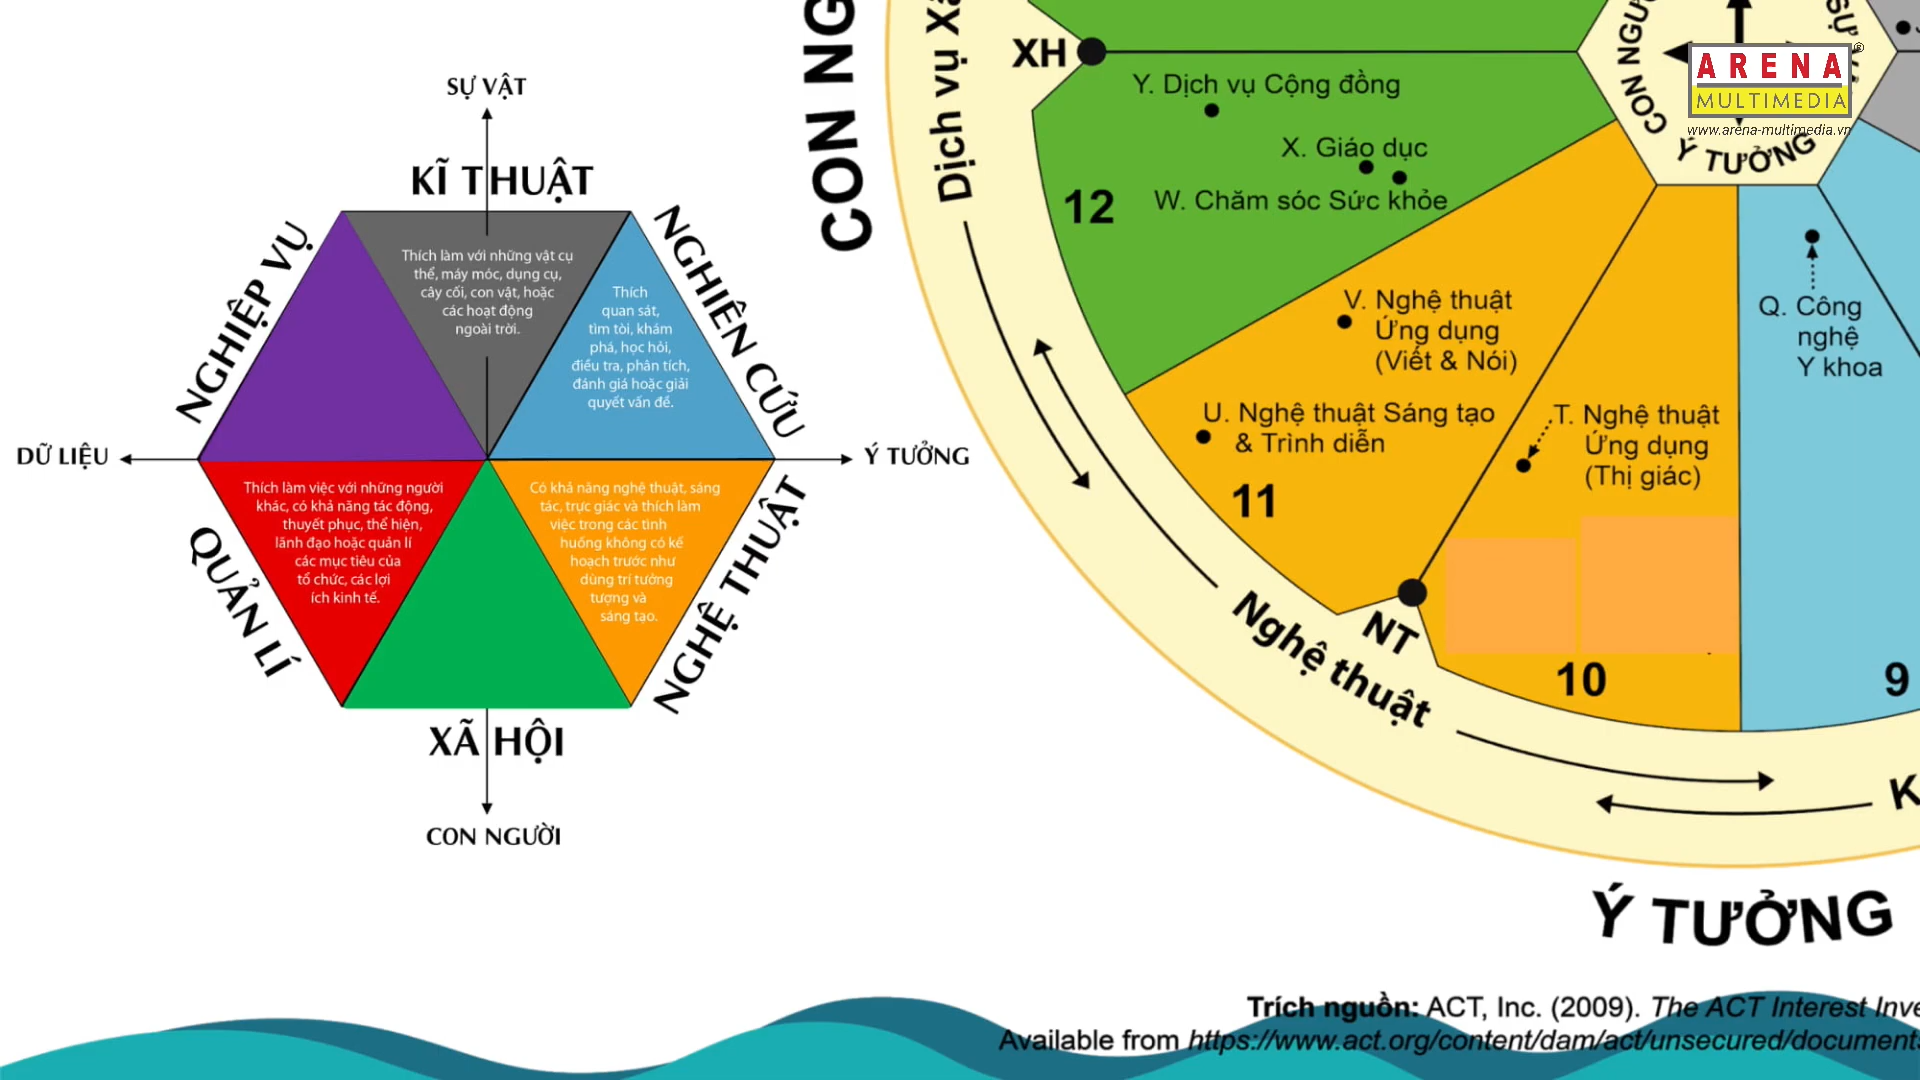 SỰ VẬT
KĨ THUẬT
NGHIỆP VỤ
NGHIÊN CỨU
Thích làm với những vật cụ
thể, máy móc, dụng cụ,
cây cối, con vật, hoặc
các hoạt động
ngoài trời.
Thích
quan sát,
tìm tòi, khám
phá, học hỏi,
điều tra, phân tích,
đánh giá hoặc giải
quyết vấn đề.
DỮ LIỆU
Ý TƯỞNG
Thích làm việc với những người
khác, có khả năng tác động,
thuyết phục, thể hiện,
lãnh đạo hoặc quản lí
các mục tiêu của
tổ chức, các lợi
ích kinh tế.
Có khả năng nghệ thuật, sáng
tác, trực giác và thích làm
việc trong các tình
huống không có kế
hoạch trước như
dùng trí tưởng
tượng và
sáng tạo.
QUẢN LÍ
NGHỆ THUẬT
XÃ HỘI
CON NGƯỜI
CON NG
Dịch vụ Xã
XH
Y. Dịch vụ Cộng đồng
X. Giáo dục
W. Chăm sóc Sức khỏe
12
CON NGƯỜ
SỰ
Ý TƯỞNG
ARENA
MULTIMEDIA
®
www.arena-multimedia.vn
V. Nghệ thuật
Ứng dụng
(Viết & Nói)
U. Nghệ thuật Sáng tạo
& Trình diễn
11
T. Nghệ thuật
Ứng dụng
(Thị giác)
Q. Công
nghệ
Y khoa
NT
10
9
Nghệ thuật
K
Ý TƯỞNG
Trích nguồn: ACT, Inc. (2009). The ACT Interest Inve
Available from https://www.act.org/content/dam/act/unsecured/documents